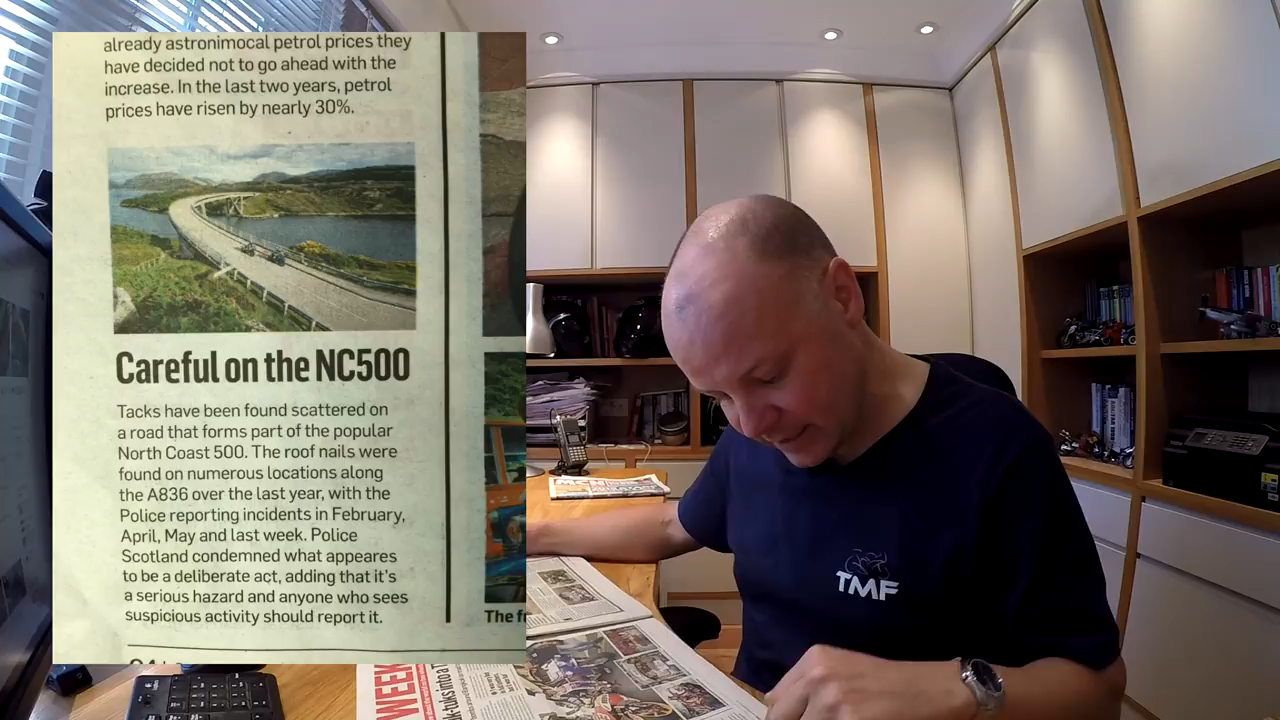 already astronimocal petrol prices they
have decided not to go ahead with the
increase. In the last two years, petrol
prices have risen by nearly 30%.
Careful on the NC500
Tacks have been found scattered on
a road that forms part of the popular
North Coast 500. The roof nails were
found on numerous locations along
the A836 over the last year, with the
Police reporting incidents in February,
April, May and last week. Police
Scotland condemned what appeares
to be a deliberate act, adding that it's
a serious hazard and anyone who sees
suspicious activity should report it.
The
TMF
MCN
WEEK